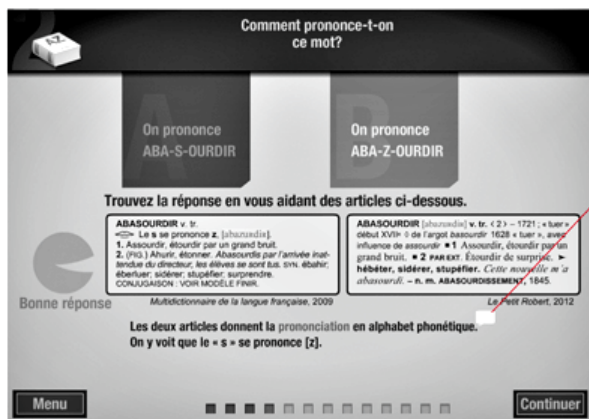 AZ
Comment prononce-t-on
ce mot?
A
On prononce
ABA-S-OURDIR
B
On prononce
ABA-Z-OURDIR
Trouvez la réponse en vous aidant des articles ci-dessous.
ABASOURDIR v. tr.
Le s se prononce z, [abazuʀdiʀ].
1. Assourdir, étourdir par un grand bruit.
2. (FIG.) Ahurir, étonner. Abasourdis par l'arrivée inat-
tendue du directeur, les élèves se sont tus. SYN. ébahir;
éberluer; sidérer; stupéfier; surprendre.
CONJUGAISON : VOIR MODÈLE FINIR.
Multidictionnaire de la langue française, 2009
ABASOURDIR [abazuʀdiʀ] v. tr. ‹ 2 › – 1721 ; « tuer »
début XVIIe ◊ de l'argot basourdir 1628 « tuer », avec
influence de assourdir ■ 1 Assourdir, étourdir par un
grand bruit. ■ 2 PAR EXT. Étourdir de surprise. ►
hébéter, sidérer, stupéfier. Cette nouvelle m'a
abasourdi. – n. m. ABASOURDISSEMENT, 1845.
Le Petit Robert, 2012
Bonne réponse
Les deux articles donnent la prononciation en alphabet phonétique.
On y voit que le « s » se prononce [z].
Menu
Continuer